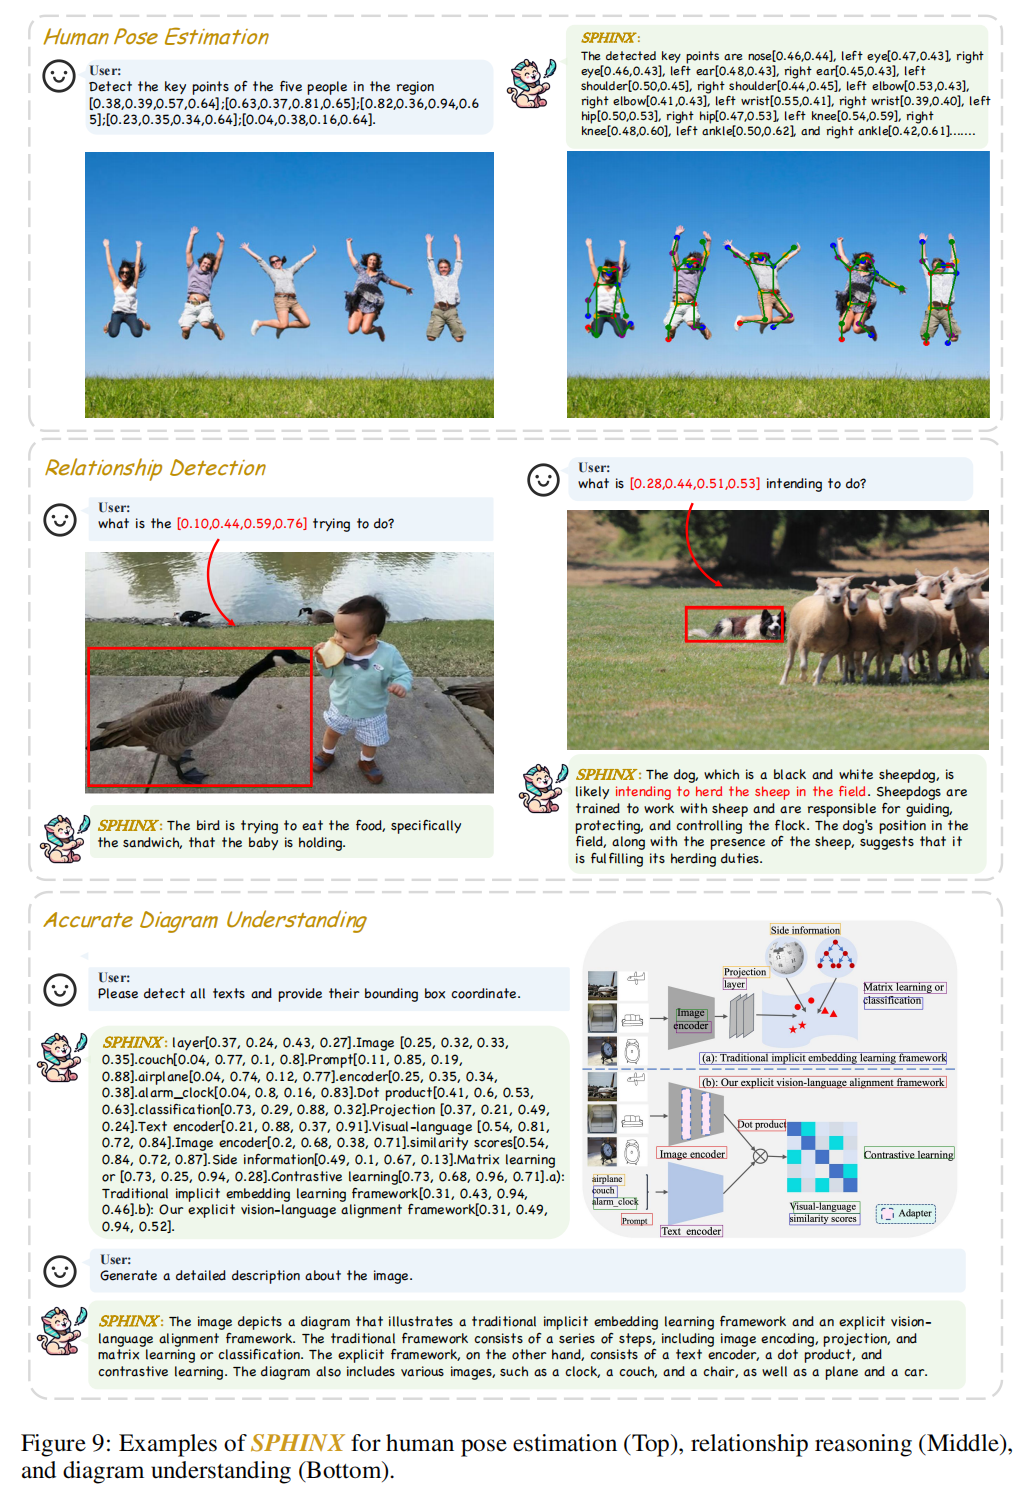 Human Pose Estimation
User:
Detect the key points of the five people in the region
[0.38,0.39,0.57,0.64];[0.63,0.37,0.81,0.65];[0.82,0.36,0.94,0.6
5];[0.23,0.35,0.34,0.64];[0.04,0.38,0.16,0.64].
SPHINX:
The detected key points are nose[0.46,0.44], left eye[0.47,0.43], right
eye[0.46,0.43], left ear[0.48,0.43], right ear[0.45,0.43], left
shoulder[0.50,0.45], right shoulder[0.44,0.45], left elbow[0.53,0.43],
right elbow[0.41,0.43], left wrist[0.55,0.41], right wrist[0.39,0.40], left
hip[0.50,0.53], right hip[0.47,0.53], left knee[0.54,0.59], right
knee[0.48,0.60], left ankle[0.50,0.62], and right ankle[0.42,0.61].......
Relationship Detection
User:
what is the [0.10,0.44,0.59,0.76] trying to do?
SPHINX: The bird is trying to eat the food, specifically
the sandwich, that the baby is holding.
User:
what is [0.28,0.44,0.51,0.53] intending to do?
SPHINX: The dog, which is a black and white sheepdog, is
likely intending to herd the sheep in the field. Sheepdogs are
trained to work with sheep and are responsible for guiding,
protecting, and controlling the flock. The dog's position in the
field, along with the presence of the sheep, suggests that it
is fulfilling its herding duties.
Accurate Diagram Understanding
User:
Please detect all texts and provide their bounding box coordinate.
SPHINX: layer[0.37, 0.24, 0.43, 0.27].Image [0.25, 0.32, 0.33,
0.35].couch[0.04, 0.77, 0.1, 0.8].Prompt[0.11, 0.85, 0.19,
0.88].airplane[0.04, 0.74, 0.12, 0.77].encoder[0.25, 0.35, 0.34,
0.38].alarm_clock[0.04, 0.8, 0.16, 0.83].Dot product[0.41, 0.6, 0.53,
0.63].classification[0.73, 0.29, 0.88, 0.32].Projection [0.37, 0.21, 0.49,
0.24].Text encoder[0.21, 0.88, 0.37, 0.91].Visual-language [0.54, 0.81,
0.72, 0.84].Image encoder[0.2, 0.68, 0.38, 0.71].similarity scores[0.54,
0.84, 0.72, 0.87].Side information[0.49, 0.1, 0.67, 0.13].Matrix learning
or [0.73, 0.25, 0.94, 0.28].Contrastive learning[0.73, 0.68, 0.96, 0.71].a):
Traditional implicit embedding learning framework[0.31, 0.43, 0.94,
0.46].b): Our explicit vision-language alignment framework[0.31, 0.49,
0.94, 0.52].
Side information
Projection
layer
Matrix learning or
classification
Image
encoder
(a): Traditional implicit embedding learning framework
(b): Our explicit vision-language alignment framework
Dot product
Image encoder
Contrastive learning
airplane
couch
alarm_clock
Prompt
Text encoder
Visual-language
similarity scores
Adapter
User:
Generate a detailed description about the image.
SPHINX: The image depicts a diagram that illustrates a traditional implicit embedding learning framework and an explicit vision-
language alignment framework. The traditional framework consists of a series of steps, including image encoding, projection, and
matrix learning or classification. The explicit framework, on the other hand, consists of a text encoder, a dot product, and
contrastive learning. The diagram also includes various images, such as a clock, a couch, and a chair, as well as a plane and a car.
Figure 9: Examples of SPHINX for human pose estimation (Top), relationship reasoning (Middle),
and diagram understanding (Bottom).